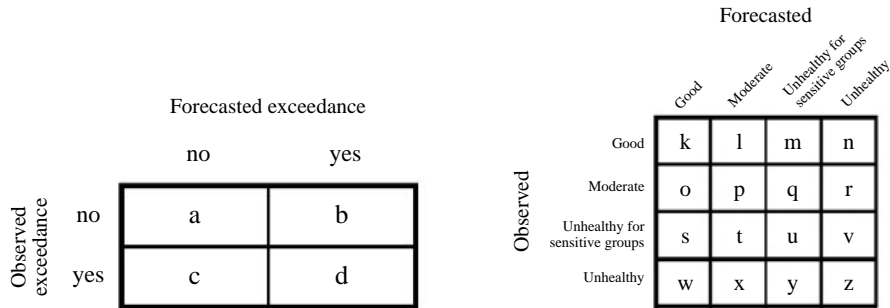 Forecasted exceedance
no yes
Observed
exceedance
no a b
yes c d
Forecasted
Good
Moderate
Unhealthy for
sensitive groups
Unhealthy
Observed
Good k l m n
Moderate o p q r
Unhealthy for
sensitive groups
s t u v
Unhealthy w x y z